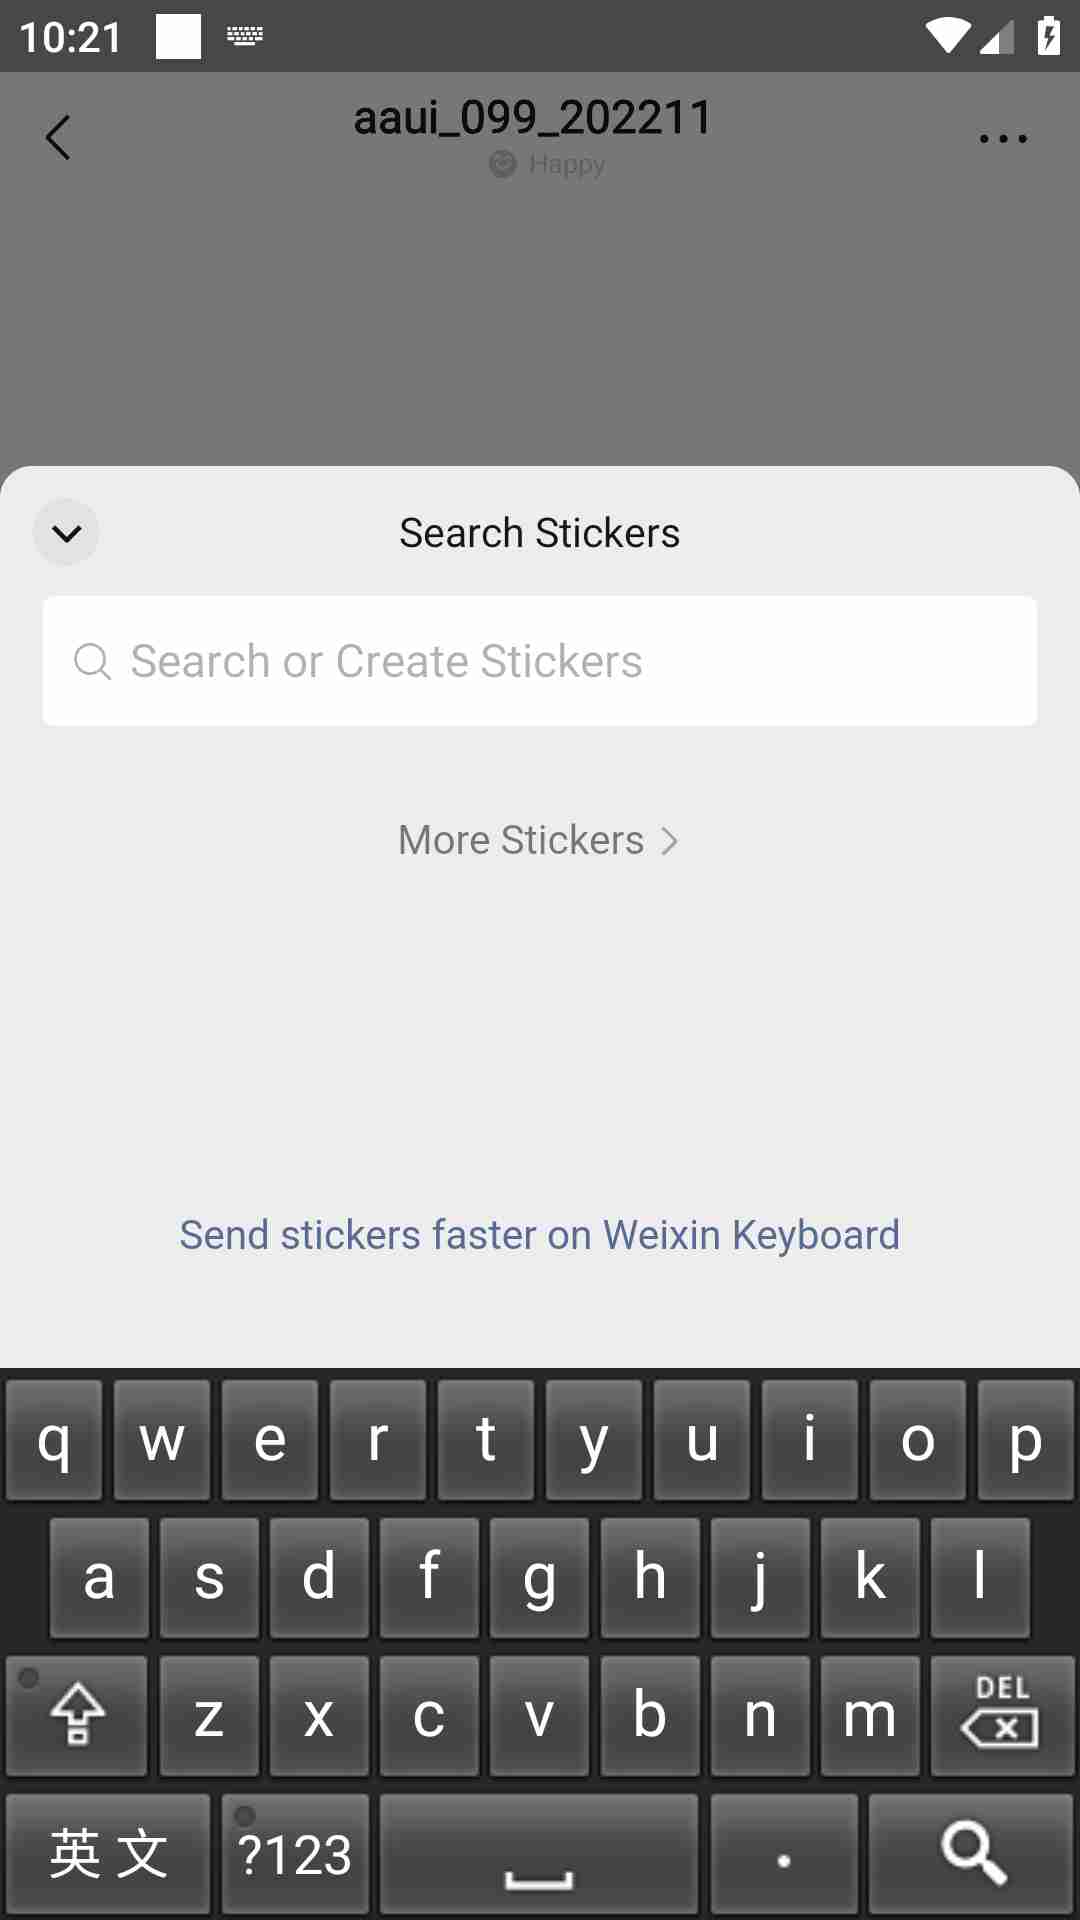 10:21
aaui_099_202211
Happy
Search Stickers
Search or Create Stickers
More Stickers
Send stickers faster on Weixin Keyboard
q w e r t y u i o p
a s d f g h j k l
z x c v b n m DEL
英文 ?123 .